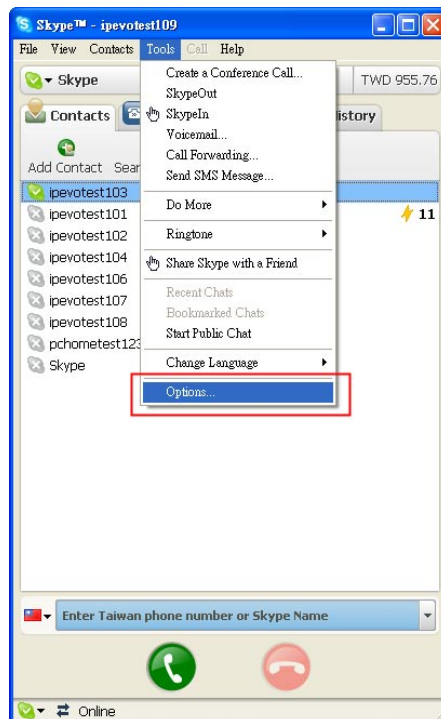 Skype™ - ipevotest109
File View Contacts Tools Call Help
Skype
TWD 955.76
Contacts
istory
Add Contact Sear
ipevotest103
ipevotest101
11
ipevotest102
ipevotest104
ipevotest106
ipevotest107
ipevotest108
pchometest123
Skype
Create a Conference Call...
SkypeOut
SkypeIn
Voicemail...
Call Forwarding...
Send SMS Message...
Do More
Ringtone
Share Skype with a Friend
Recent Chats
Bookmarked Chats
Start Public Chat
Change Language
Options...
Enter Taiwan phone number or Skype Name
Online